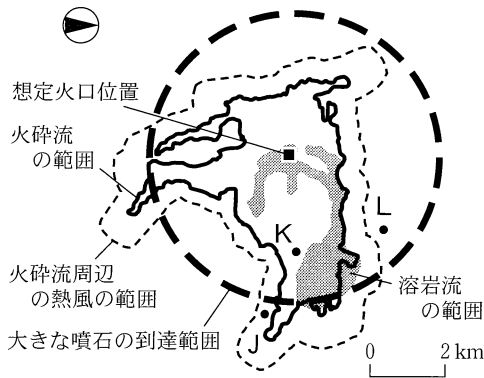 想定火口位置
火砕流
の範囲
火砕流周辺
の熱風の範囲
大きな噴石の到達範囲
K
L
J
溶岩流
の範囲
0 2 km